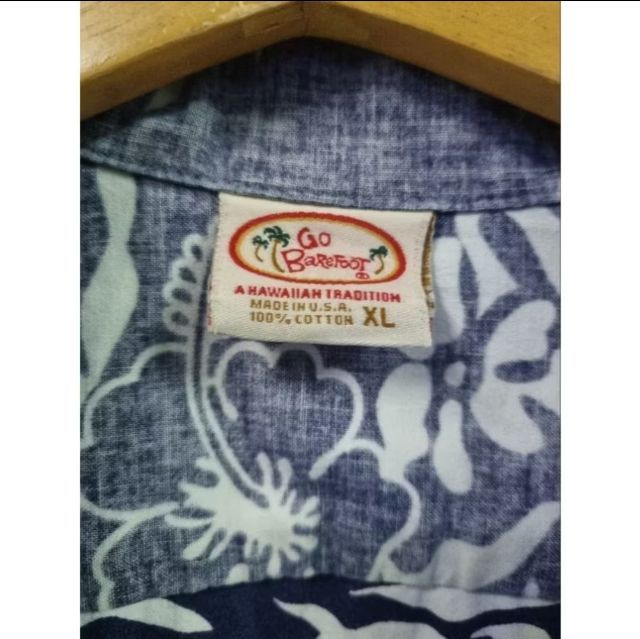 Go
BAREFOOT
A HAWAIIAN TRADITION
MADE IN U.S.A.
100% COTTON XL